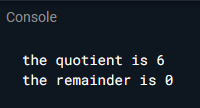 Console
the quotient is 6
the remainder is 0